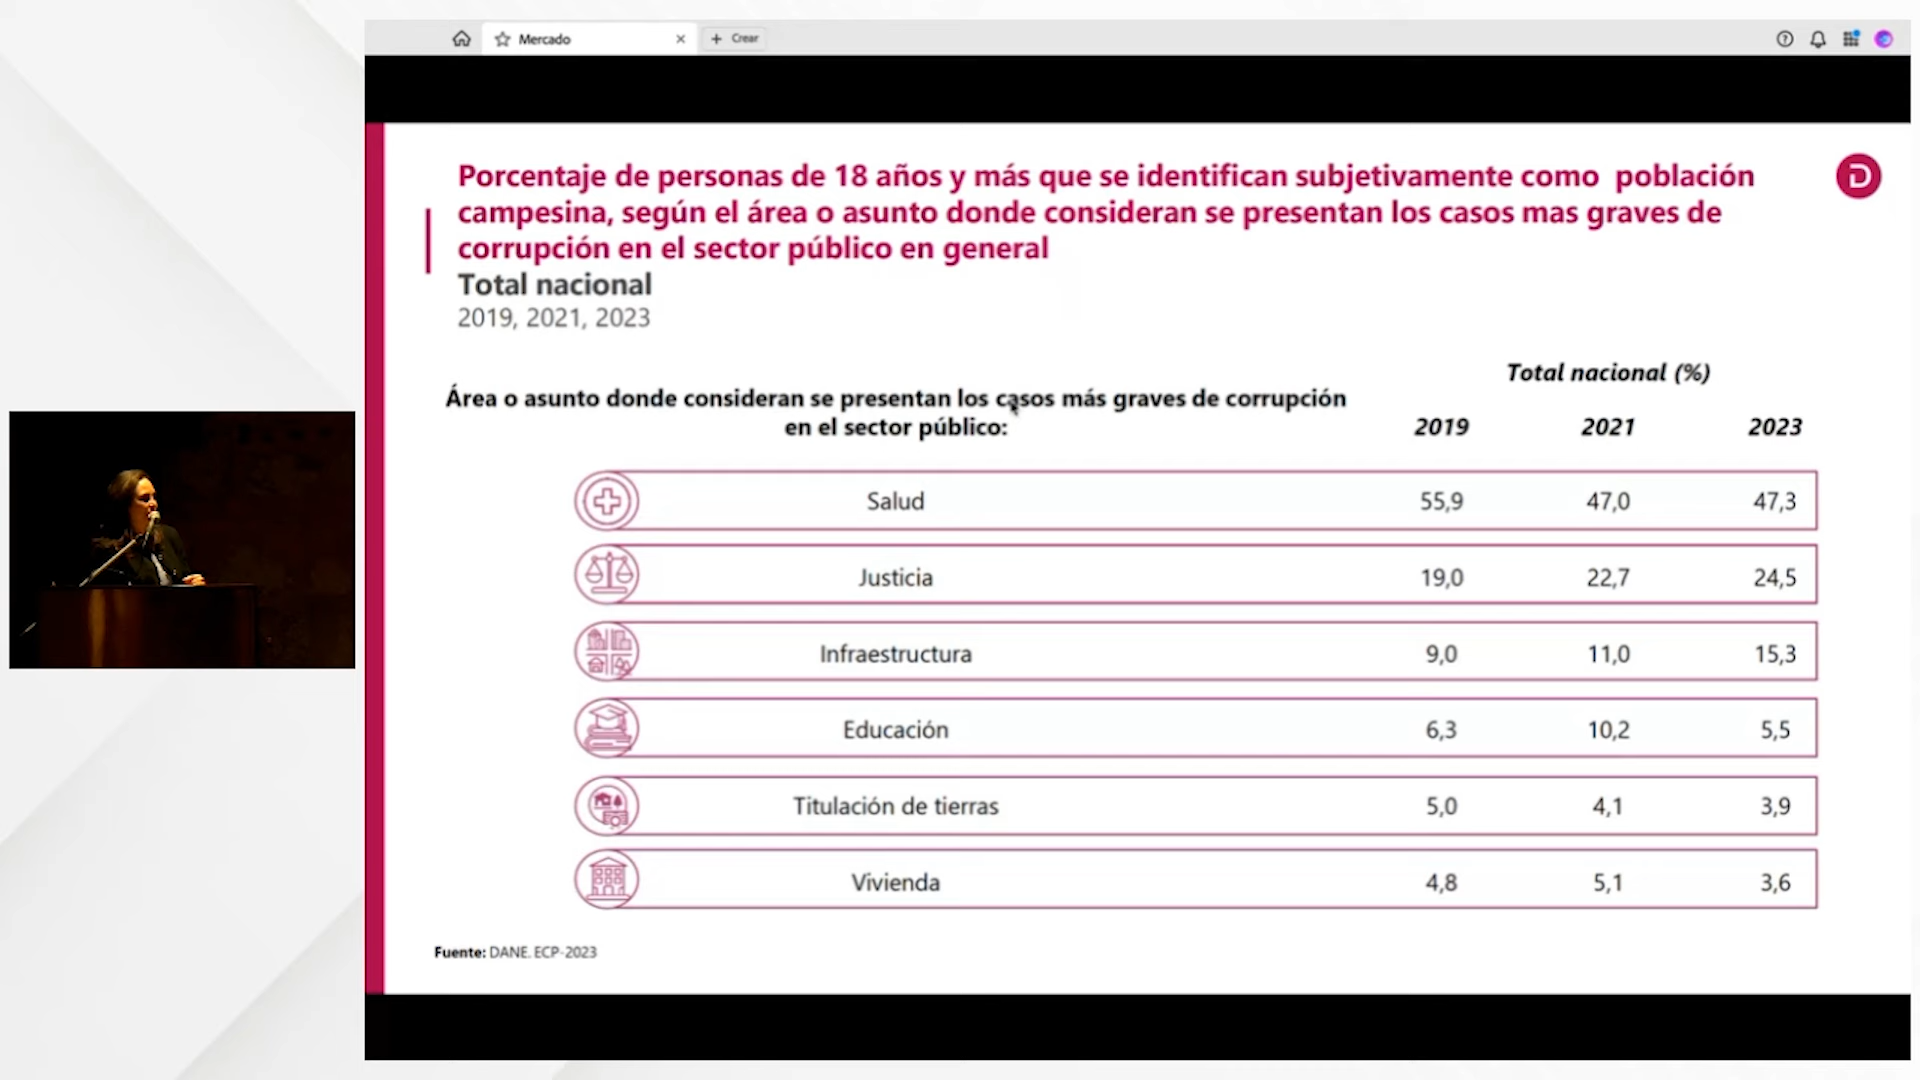 Mercado
Crear
Porcentaje de personas de 18 años y más que se identifican subjetivamente como población
campesina, según el área o asunto donde consideran se presentan los casos mas graves de
corrupción en el sector público en general
Total nacional
2019, 2021, 2023
D
Total nacional (%)
Área o asunto donde consideran se presentan los casos más graves de corrupción
en el sector público:
2019 2021 2023
Salud 55,9 47,0 47,3
Justicia 19,0 22,7 24,5
Infraestructura 9,0 11,0 15,3
Educación 6,3 10,2 5,5
Titulación de tierras 5,0 4,1 3,9
Vivienda 4,8 5,1 3,6
Fuente: DANE. ECP-2023